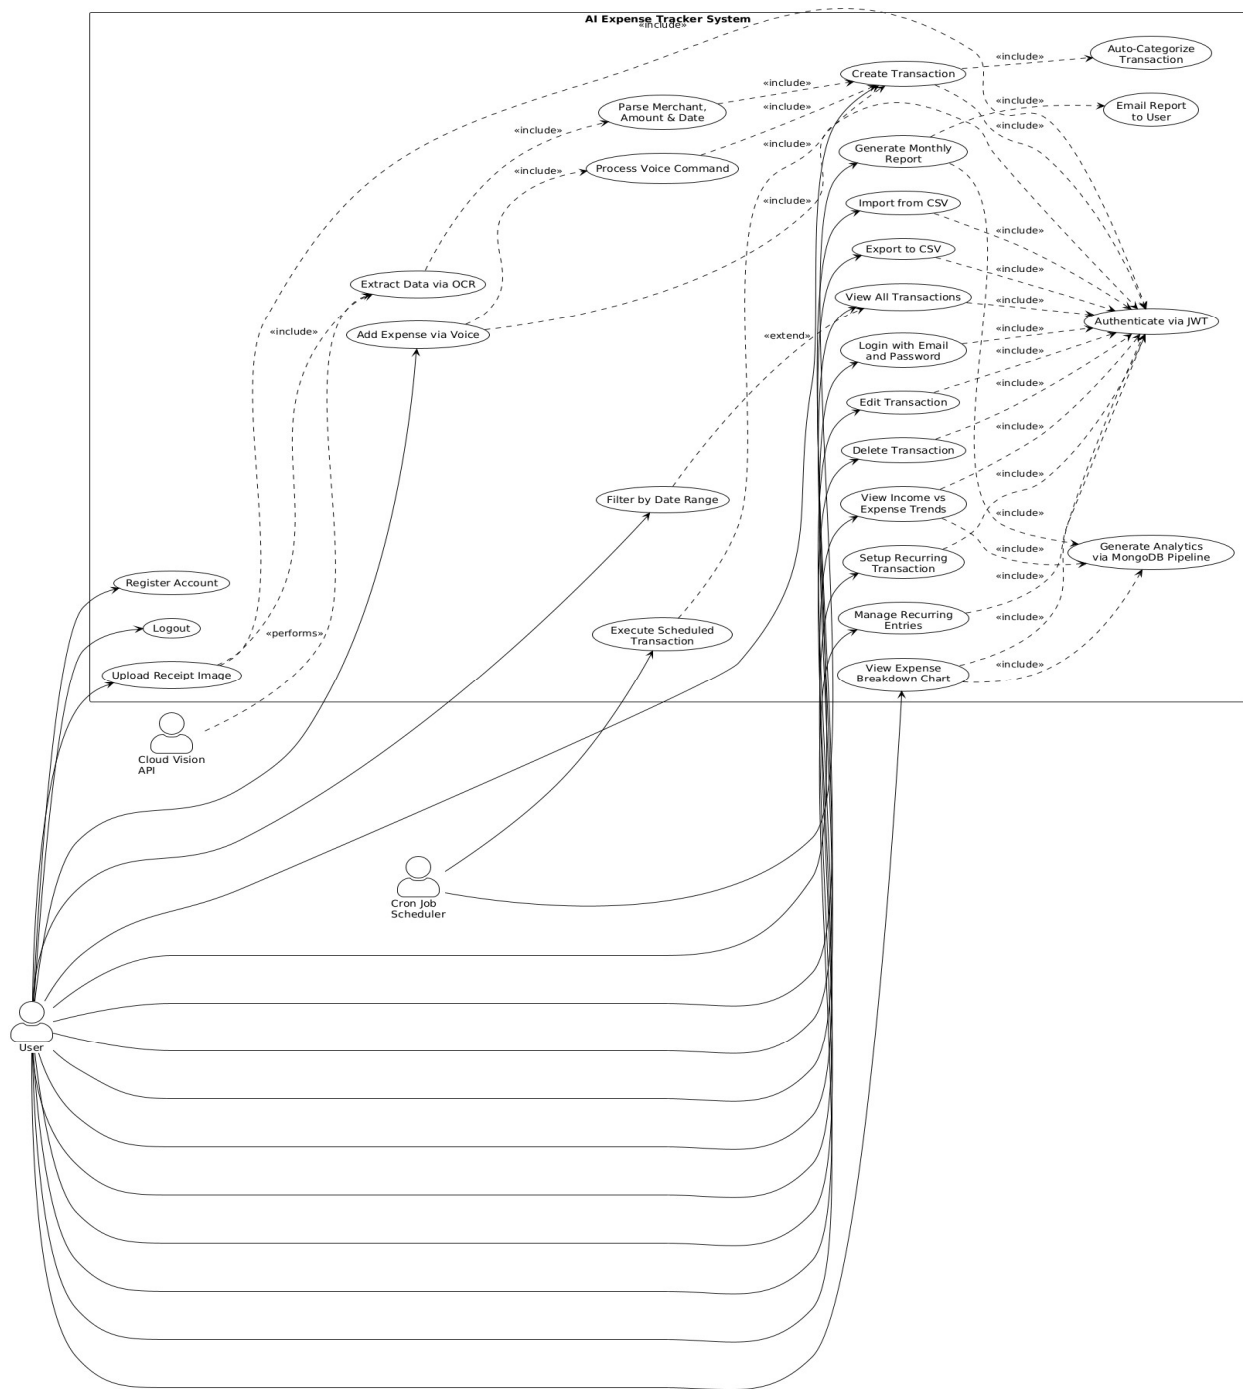 AI Expense Tracker System
«include»
Auto-Categorize
Transaction
«include»
Create Transaction
«include»
Parse Merchant,
Amount & Date
«include»
Email Report
to User
«include»
«include»
«include»
Generate Monthly
Report
«include»
Process Voice Command
«include»
«include»
Import from CSV
«include»
Export to CSV
«include»
Extract Data via OCR
View All Transactions
«include»
Authenticate via JWT
«include»
Add Expense via Voice
«extend»
Login with Email
and Password
«include»
«include»
Edit Transaction
«include»
Delete Transaction
«include»
Filter by Date Range
View Income vs
Expense Trends
«include»
«include»
«include»
Generate Analytics
via MongoDB Pipeline
Setup Recurring
Transaction
«include»
Register Account
Manage Recurring
Entries
«include»
Logout
«performs»
Execute Scheduled
Transaction
«include»
Upload Receipt Image
View Expense
Breakdown Chart
Cloud Vision
API
Cron Job
Scheduler
User